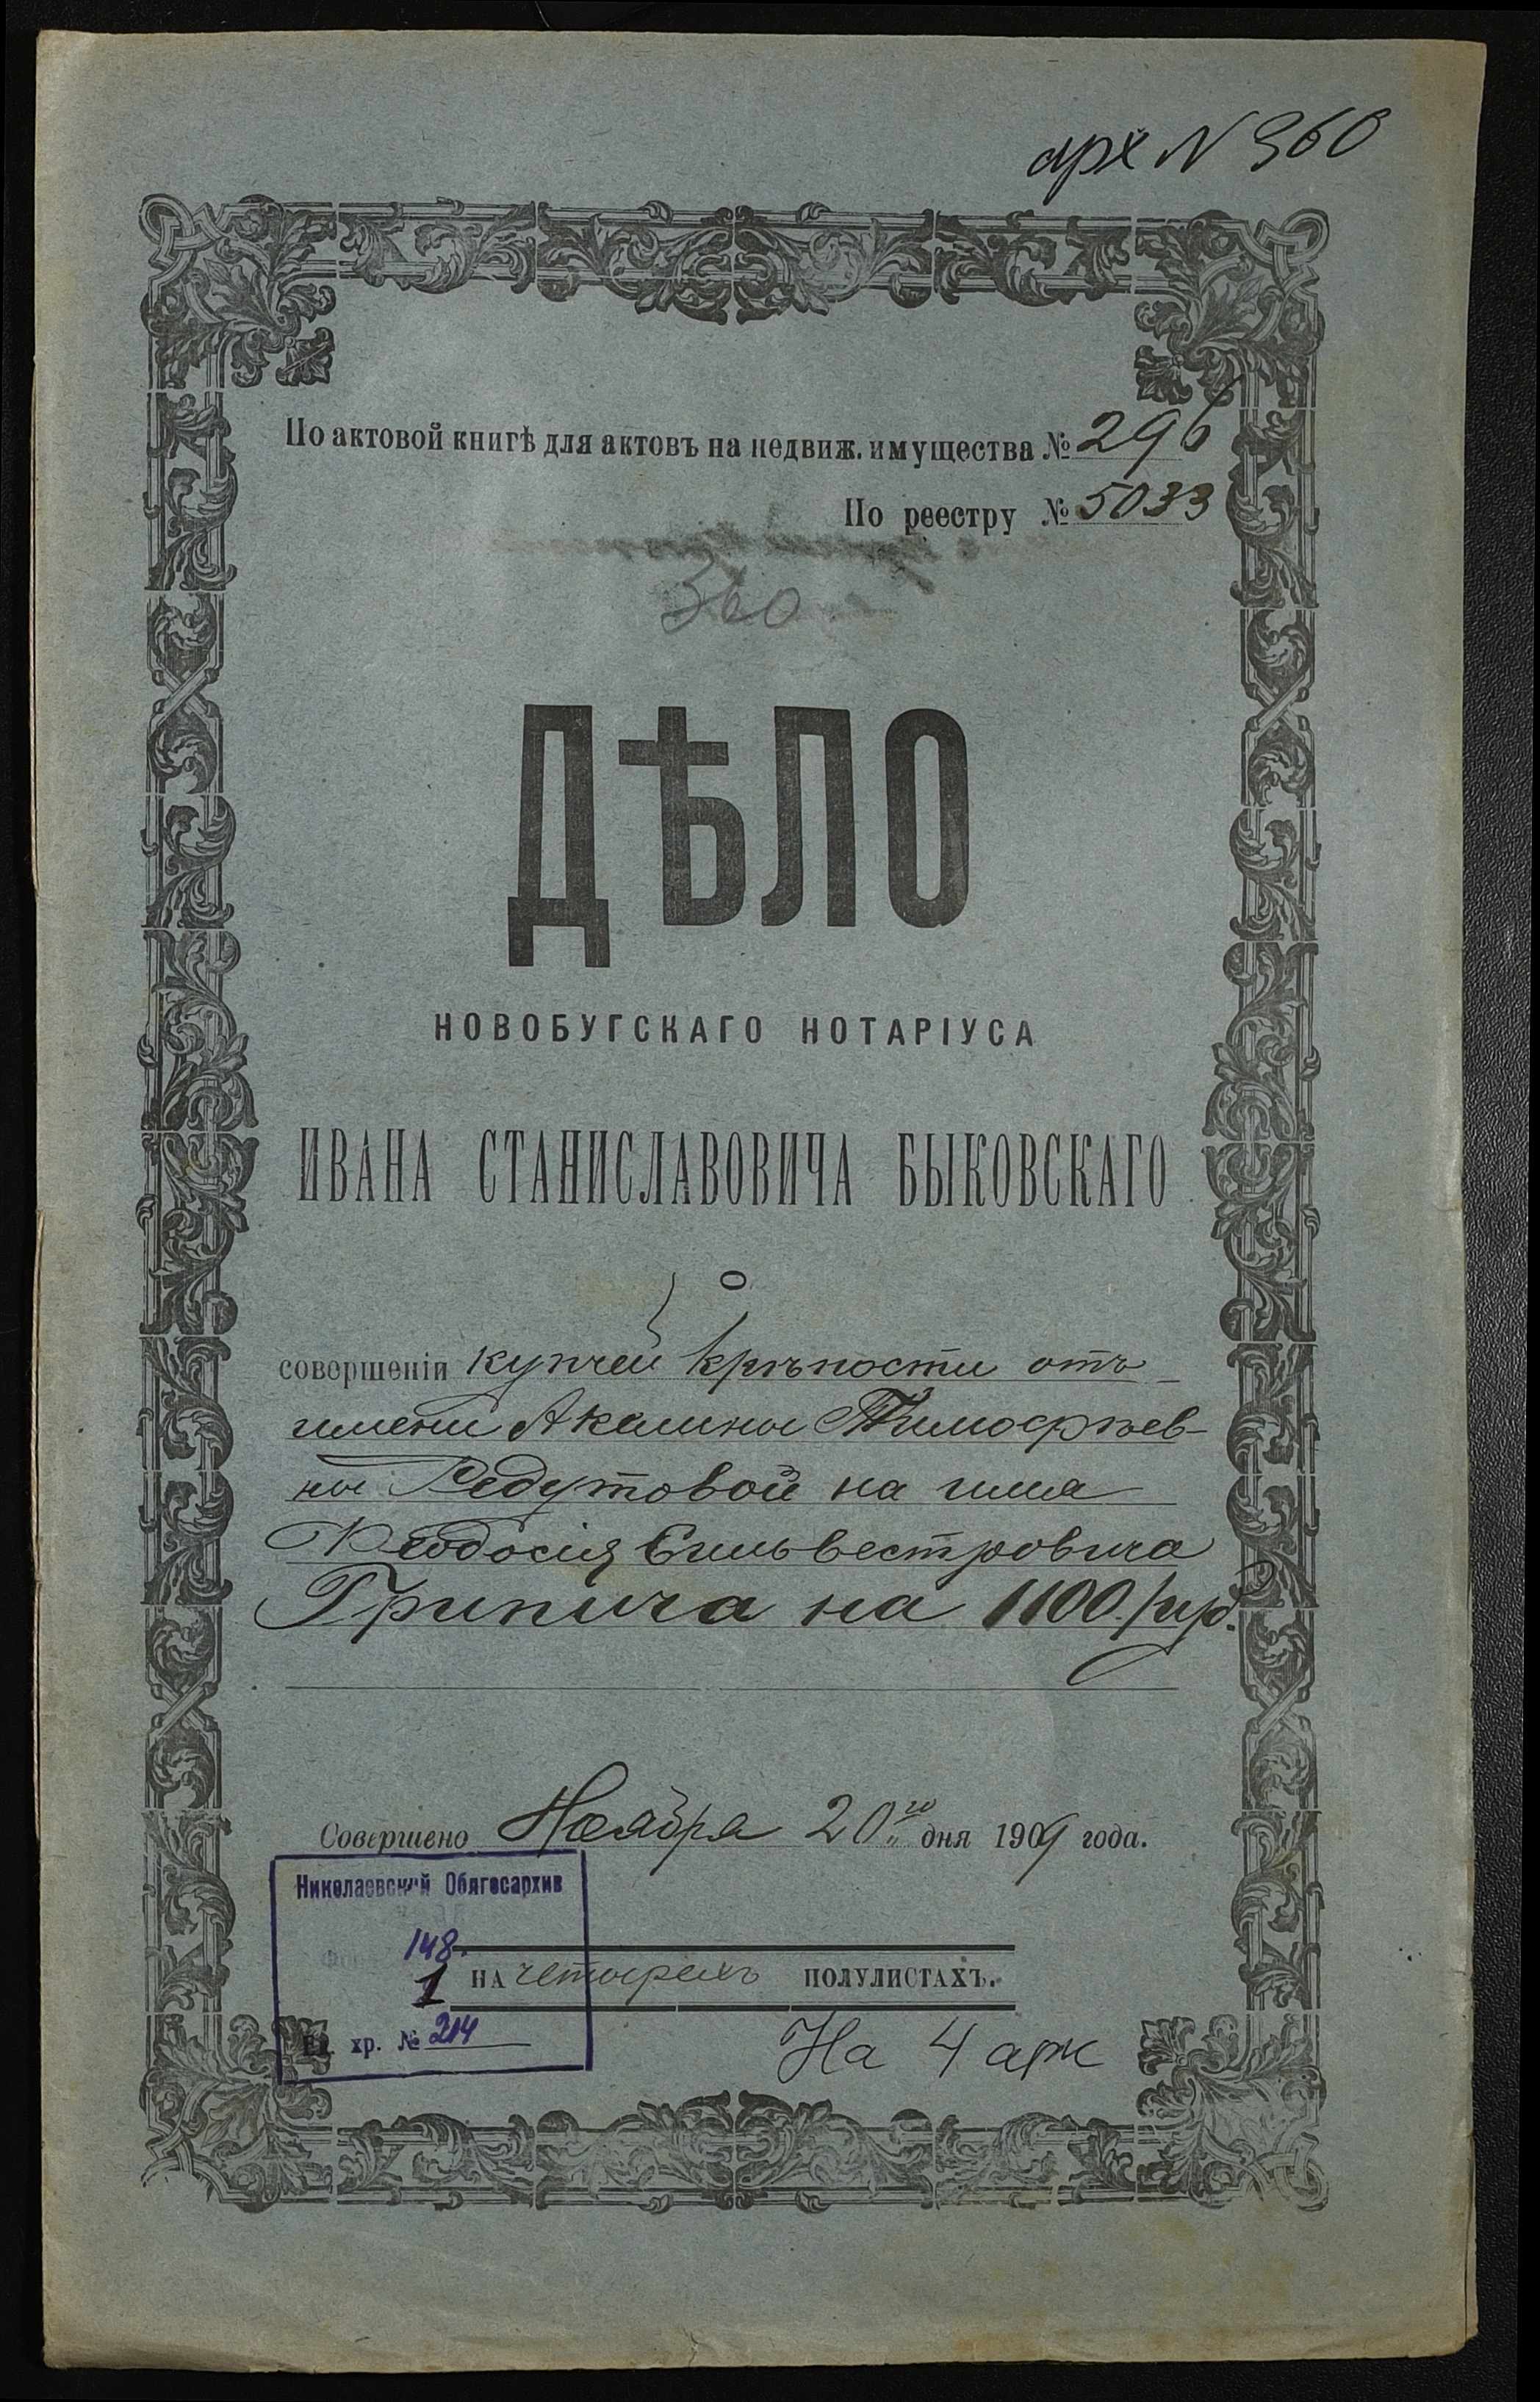 арх N 360
По актовой книгѣ для актовъ на недвиж. имущества № 296
По реестру № 5033
360
ДѢЛО
НОВОБУГСКАГО НОТАРІУСА
ИВАНА СТАНИСЛАВОВИЧА БЫКОВСКАГО
О
совершеніи купчей крѣпости отъ
имени Акелины Тимофѣев-
ны Редутовой на имя
Феодосія Сильвестровича
Грипича на 1100 руб.
Совершено Ноября 20го дня 1909 года.
Николаевский Облгосархив
148
1
НА четырехъ ПОЛУЛИСТАХЪ.
Ед. хр. № 214
На 4 арк